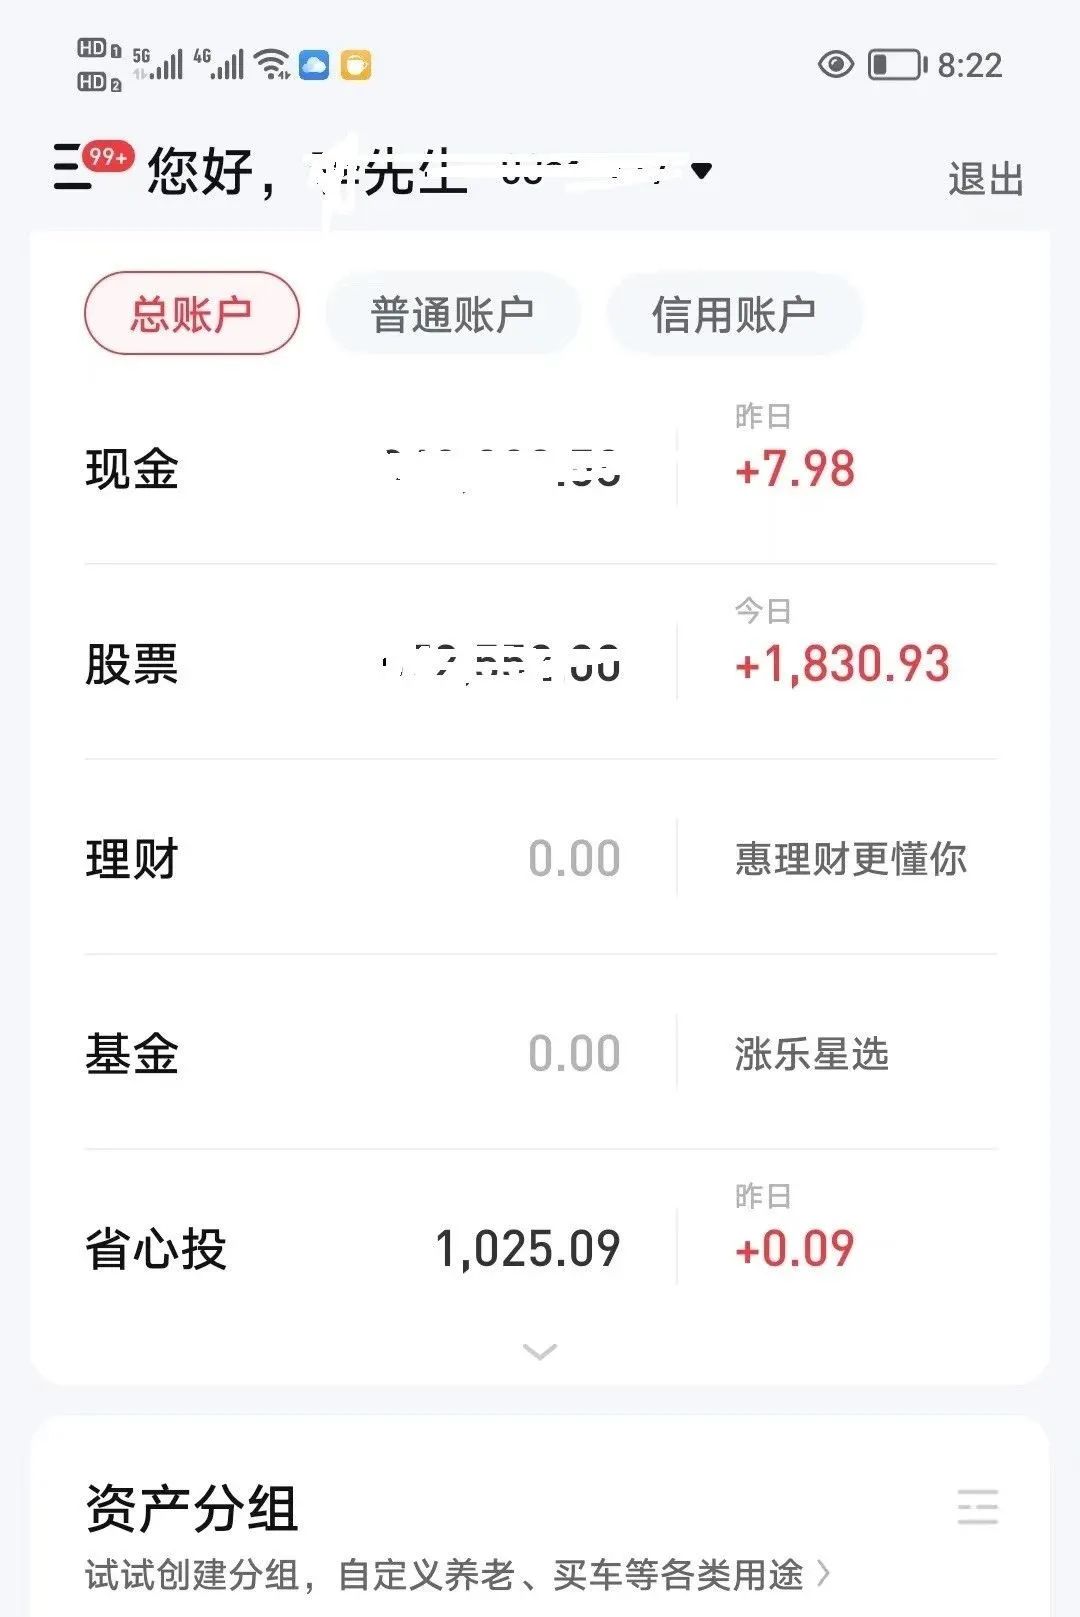 HD 1 5G 4G 8:22
HD 2
99+ 您好，先生 退出
总账户 普通账户 信用账户
昨日
现金 +7.98
今日
股票 +1,830.93
理财 0.00 惠理财更懂你
基金 0.00 涨乐星选
昨日
省心投 1,025.09 +0.09
资产分组
试试创建分组，自定义养老、买车等各类用途